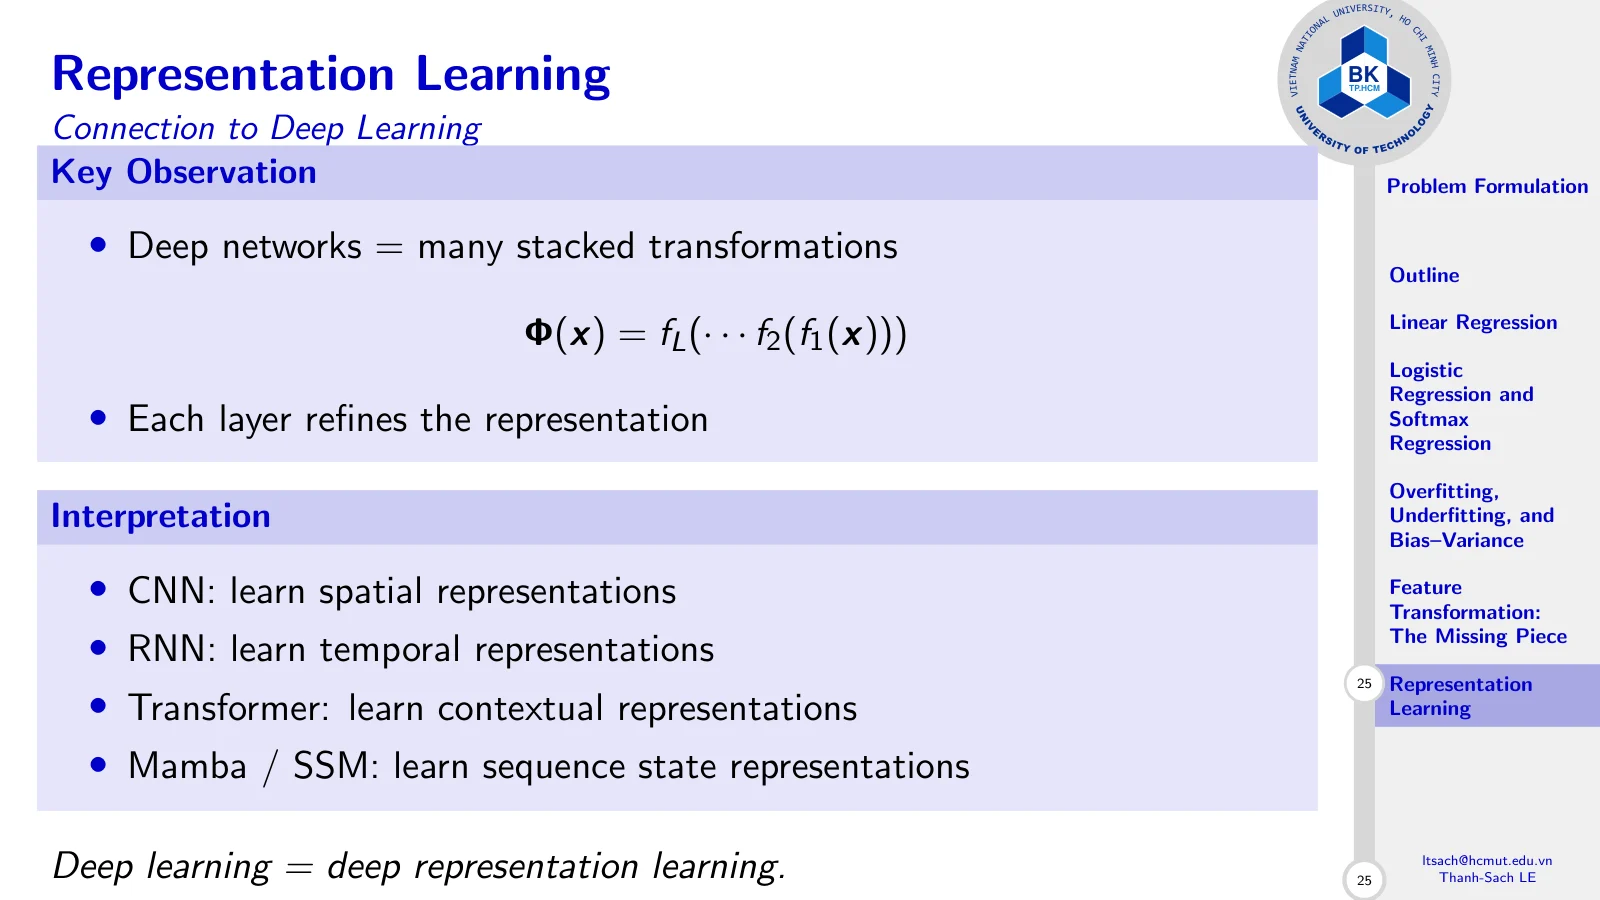 Representation Learning
Connection to Deep Learning
Key Observation
• Deep networks = many stacked transformations
Φ(x) = f_L(··· f_2(f_1(x)))
• Each layer refines the representation
Interpretation
• CNN: learn spatial representations
• RNN: learn temporal representations
• Transformer: learn contextual representations
• Mamba / SSM: learn sequence state representations
Deep learning = deep representation learning.
VIETNAM NATIONAL UNIVERSITY, HO CHI MINH CITY
BK
TP.HCM
UNIVERSITY OF TECHNOLOGY
Problem Formulation
Outline
Linear Regression
Logistic
Regression and
Softmax
Regression
Overfitting,
Underfitting, and
Bias–Variance
Feature
Transformation:
The Missing Piece
25
Representation
Learning
ltsach@hcmut.edu.vn
Thanh-Sach LE
25